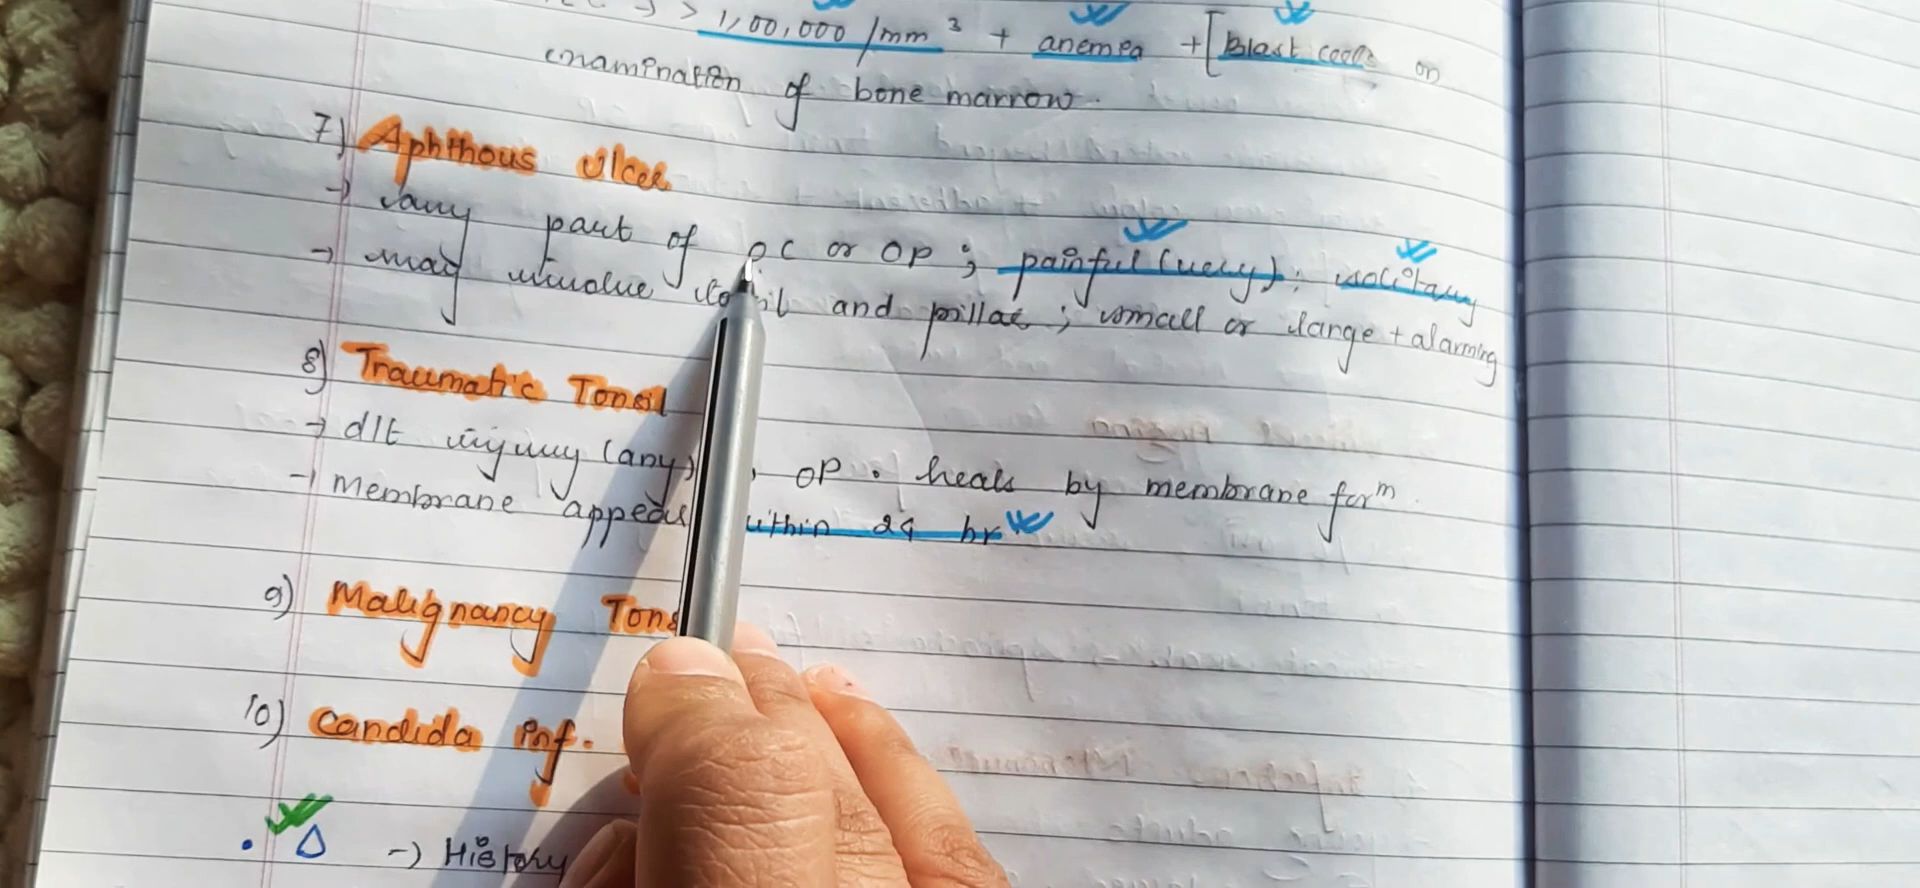 > 1,00,000 /mm³ + anemea + [Blast cells on
examination of bone marrow.
7) Aphthous Ulcer
→ any part of OC or OP ; painful (very) ; solitary
→ may involve and pillar ; small or large + alarming
8) Traumatic Tonsil
→ d/t injury (any) OP . heals by membrane formⁿ.
→ membrane appears within 24 hr
9) Malignancy
10) Candida inf.
• Δ → History